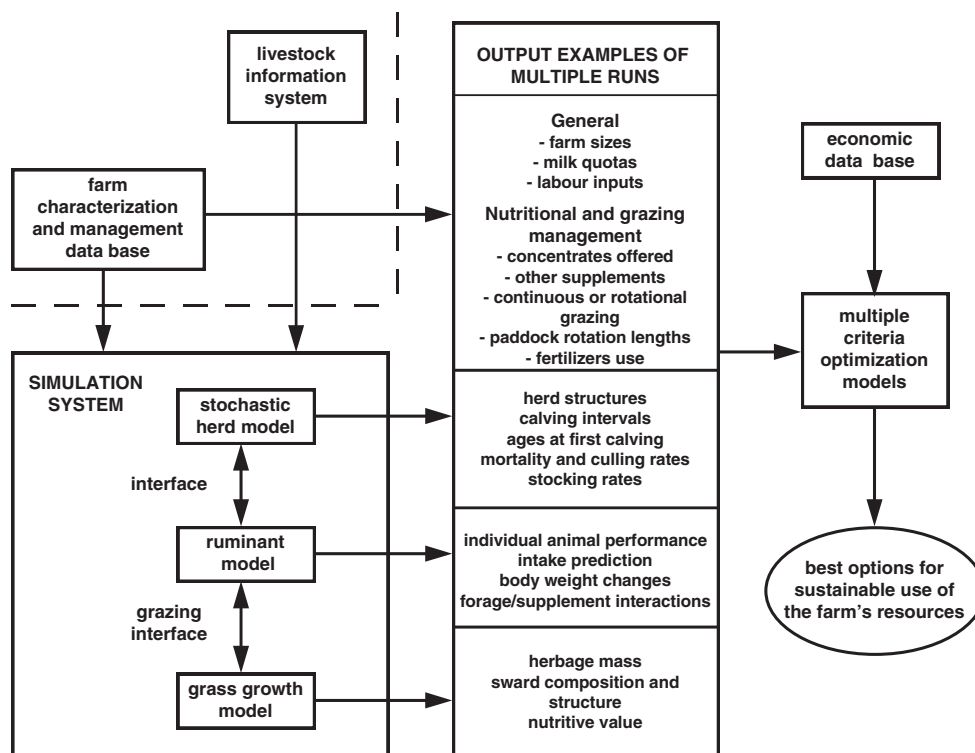 livestock
information
system
farm
characterization
and management
data base
SIMULATION
SYSTEM
stochastic
herd model
interface
ruminant
model
grazing
interface
grass growth
model
OUTPUT EXAMPLES OF
MULTIPLE RUNS
General
- farm sizes
- milk quotas
- labour inputs
Nutritional and grazing
management
- concentrates offered
- other supplements
- continuous or rotational
grazing
- paddock rotation lengths
- fertilizers use
herd structures
calving intervals
ages at first calving
mortality and culling rates
stocking rates
individual animal performance
intake prediction
body weight changes
forage/supplement interactions
herbage mass
sward composition and
structure
nutritive value
economic
data base
multiple
criteria
optimization
models
best options for
sustainable use of
the farm's resources